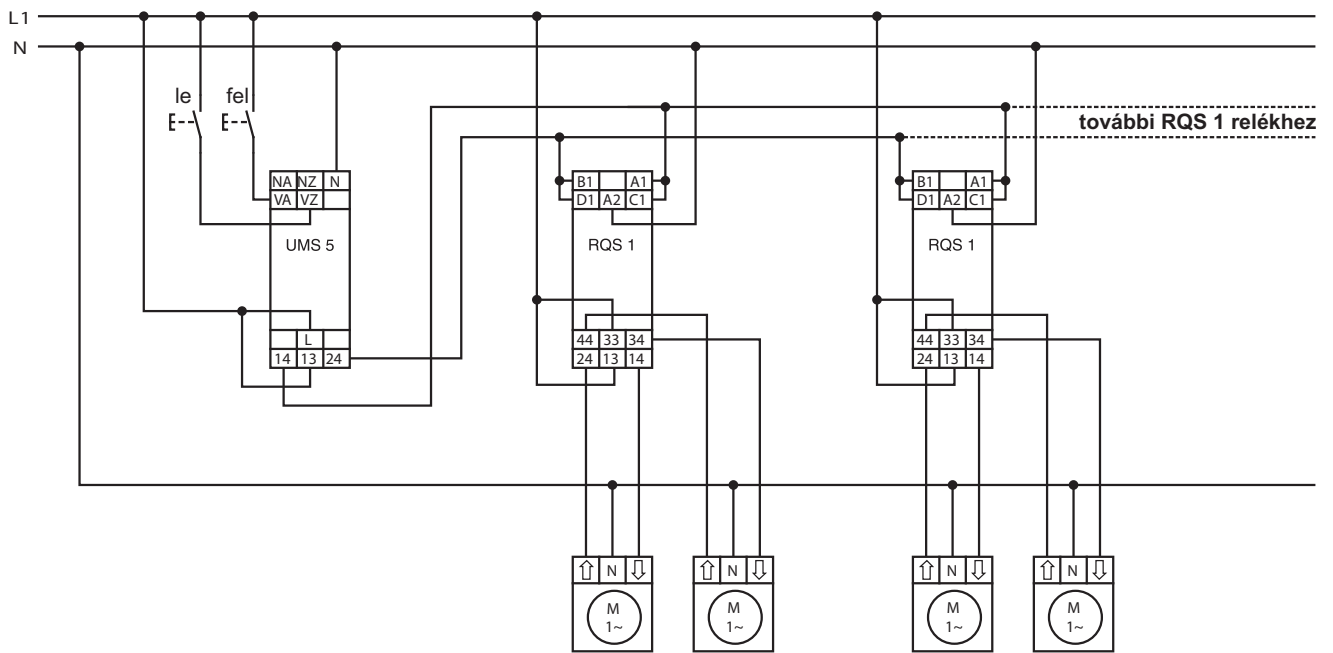 L1
N
le fel
további RQS 1 relékhez
NA NZ N
VA VZ
UMS 5
L
14 13 24
B1 A1
D1 A2 C1
RQS 1
44 33 34
24 13 14
B1 A1
D1 A2 C1
RQS 1
44 33 34
24 13 14
N
M
1~
N
M
1~
N
M
1~
N
M
1~